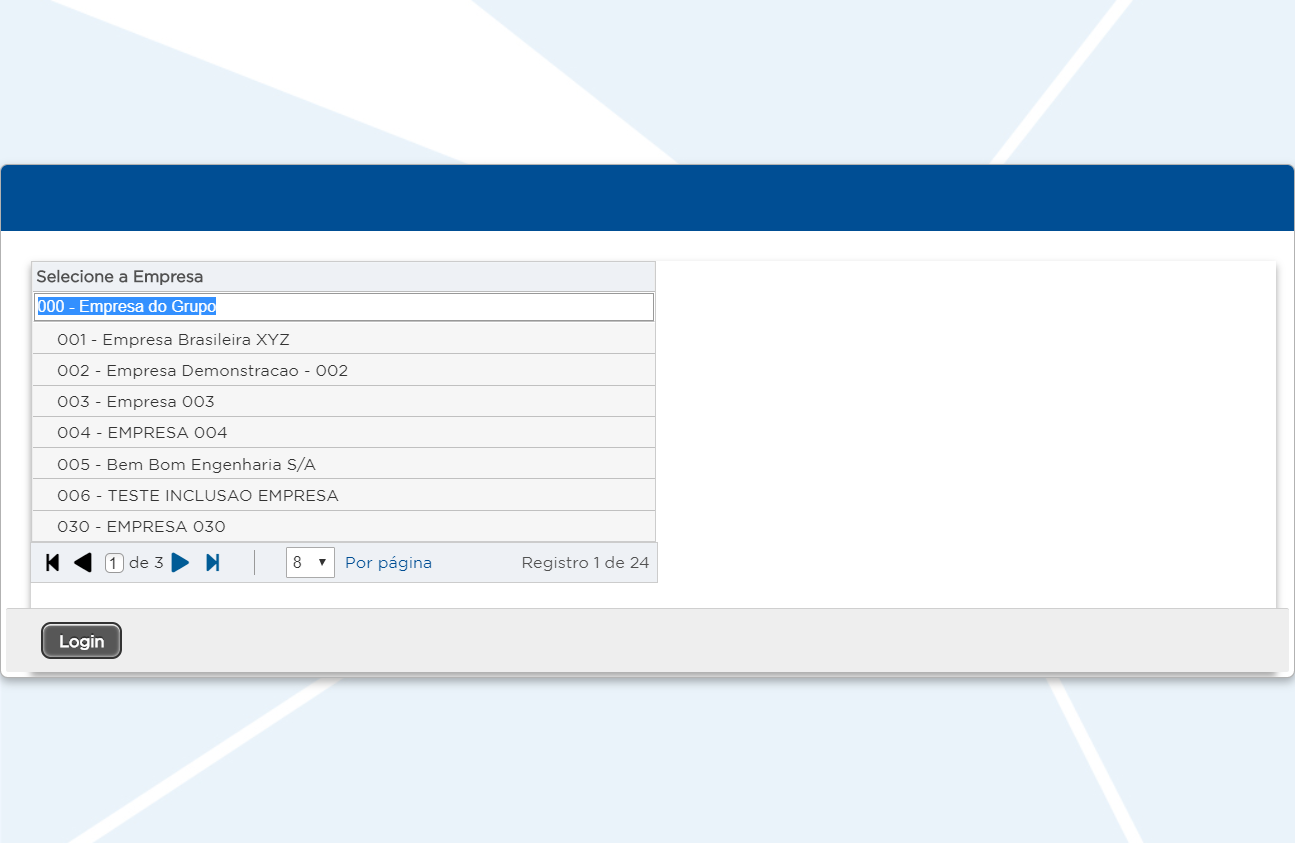 Selecione a Empresa
000 - Empresa do Grupo
001 - Empresa Brasileira XYZ
002 - Empresa Demonstracao - 002
003 - Empresa 003
004 - EMPRESA 004
005 - Bem Bom Engenharia S/A
006 - TESTE INCLUSAO EMPRESA
030 - EMPRESA 030
1 de 3 8 Por página Registro 1 de 24
Login